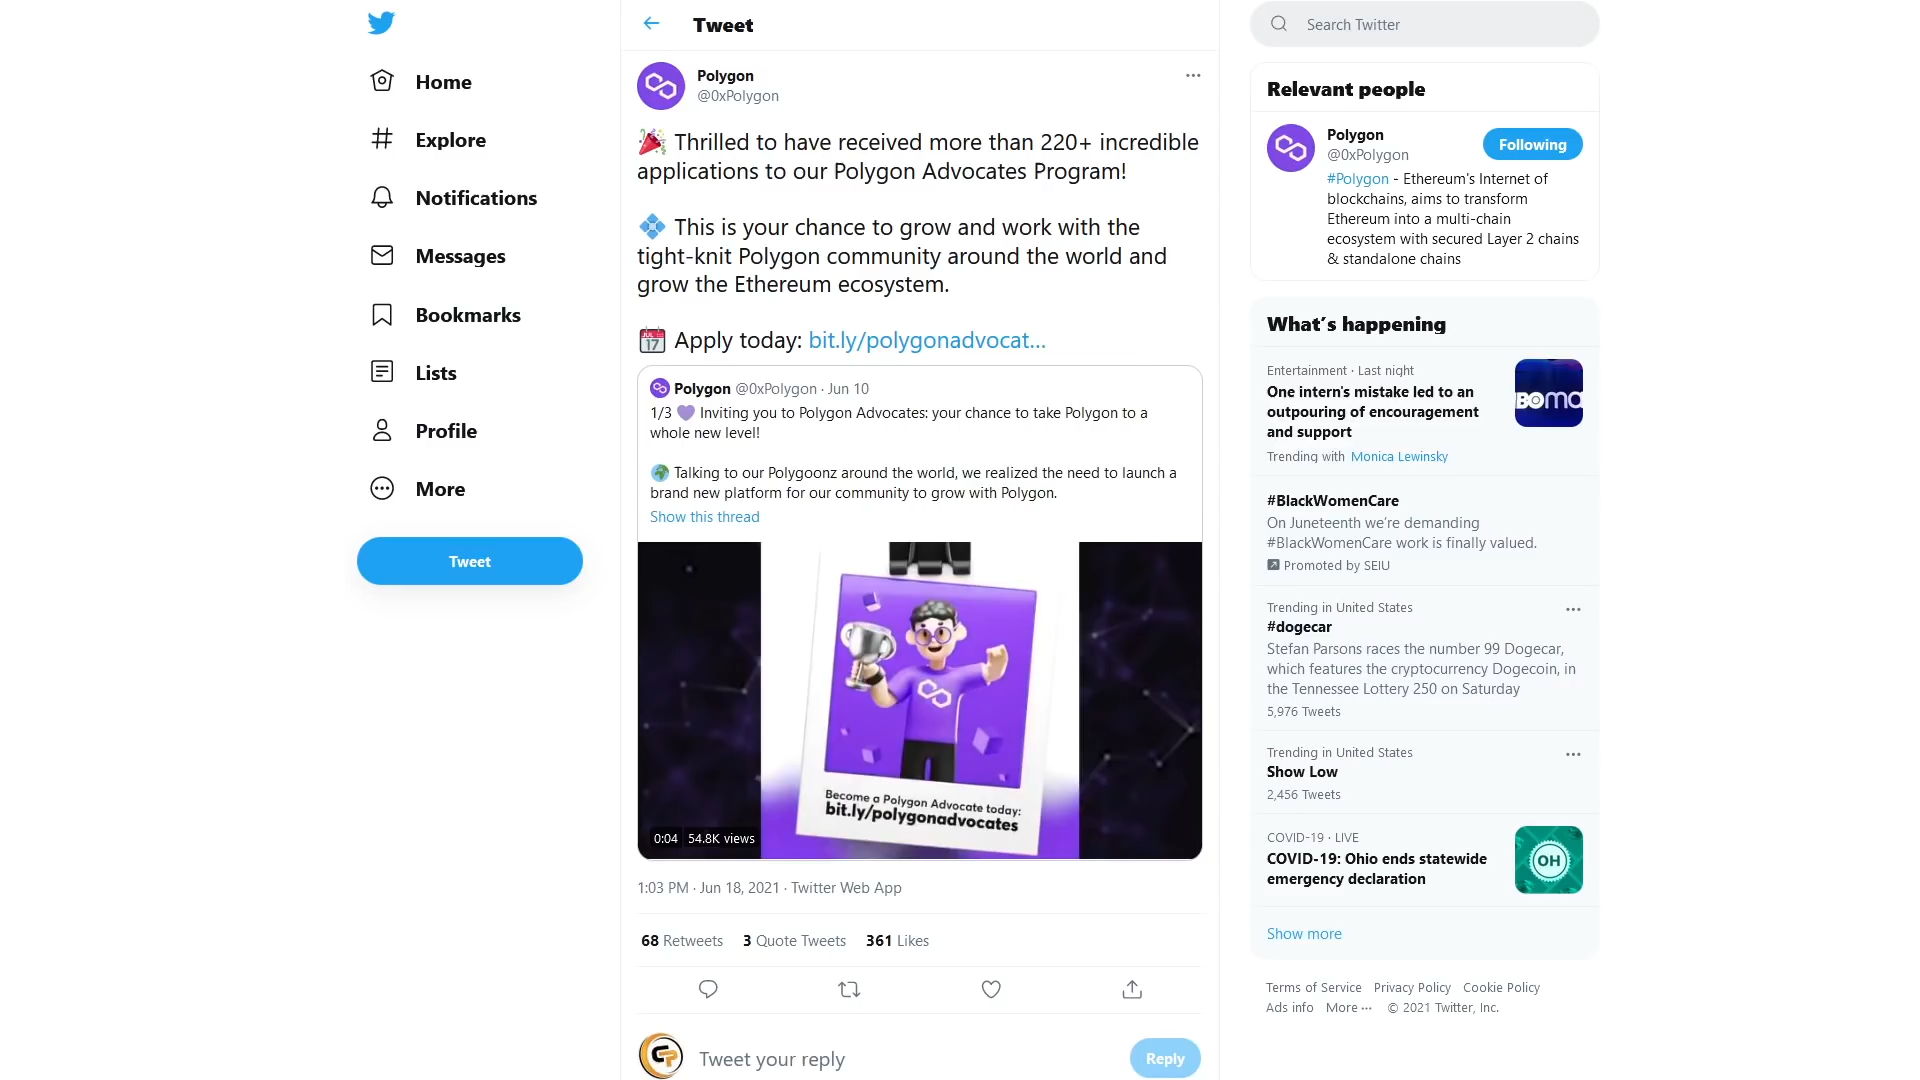 Home
Explore
Notifications
Messages
Bookmarks
Lists
Profile
More
Tweet
Tweet
Polygon
@0xPolygon
🎉 Thrilled to have received more than 220+ incredible
applications to our Polygon Advocates Program!
💠 This is your chance to grow and work with the
tight-knit Polygon community around the world and
grow the Ethereum ecosystem.
📅 Apply today: bit.ly/polygonadvocat...
Polygon @0xPolygon · Jun 10
1/3 💜 Inviting you to Polygon Advocates: your chance to take Polygon to a
whole new level!
🌍 Talking to our Polygoonz around the world, we realized the need to launch a
brand new platform for our community to grow with Polygon.
Show this thread
Become a Polygon Advocate today:
bit.ly/polygonadvocates
0:04 54.8K views
1:03 PM · Jun 18, 2021 · Twitter Web App
68 Retweets 3 Quote Tweets 361 Likes
Tweet your reply
Reply
Search Twitter
Relevant people
Polygon
@0xPolygon
Following
#Polygon - Ethereum's Internet of
blockchains, aims to transform
Ethereum into a multi-chain
ecosystem with secured Layer 2 chains
& standalone chains
What's happening
Entertainment · Last night
One intern's mistake led to an
outpouring of encouragement
and support
Trending with Monica Lewinsky
#BlackWomenCare
On Juneteenth we're demanding
#BlackWomenCare work is finally valued.
Promoted by SEIU
Trending in United States
#dogecar
Stefan Parsons races the number 99 Dogecar,
which features the cryptocurrency Dogecoin, in
the Tennessee Lottery 250 on Saturday
5,976 Tweets
Trending in United States
Show Low
2,456 Tweets
COVID-19 · LIVE
COVID-19: Ohio ends statewide
emergency declaration
OH
Show more
Terms of Service Privacy Policy Cookie Policy
Ads info More ··· © 2021 Twitter, Inc.